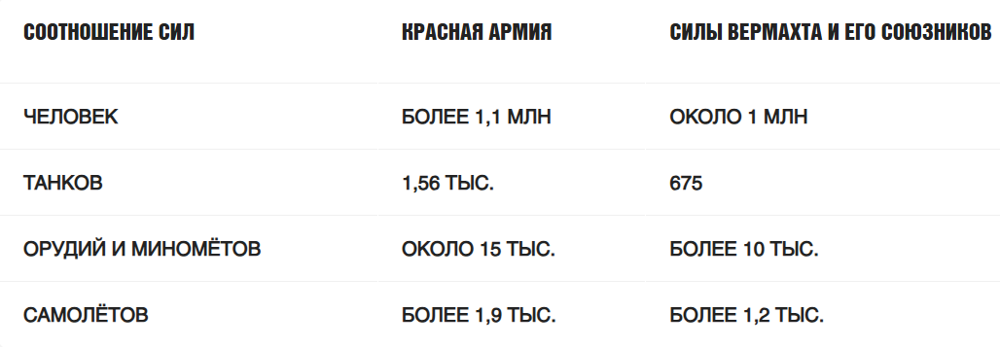 СООТНОШЕНИЕ СИЛ КРАСНАЯ АРМИЯ СИЛЫ ВЕРМАХТА И ЕГО СОЮЗНИКОВ
ЧЕЛОВЕК БОЛЕЕ 1,1 МЛН ОКОЛО 1 МЛН
ТАНКОВ 1,56 ТЫС. 675
ОРУДИЙ И МИНОМЁТОВ ОКОЛО 15 ТЫС. БОЛЕЕ 10 ТЫС.
САМОЛЁТОВ БОЛЕЕ 1,9 ТЫС. БОЛЕЕ 1,2 ТЫС.